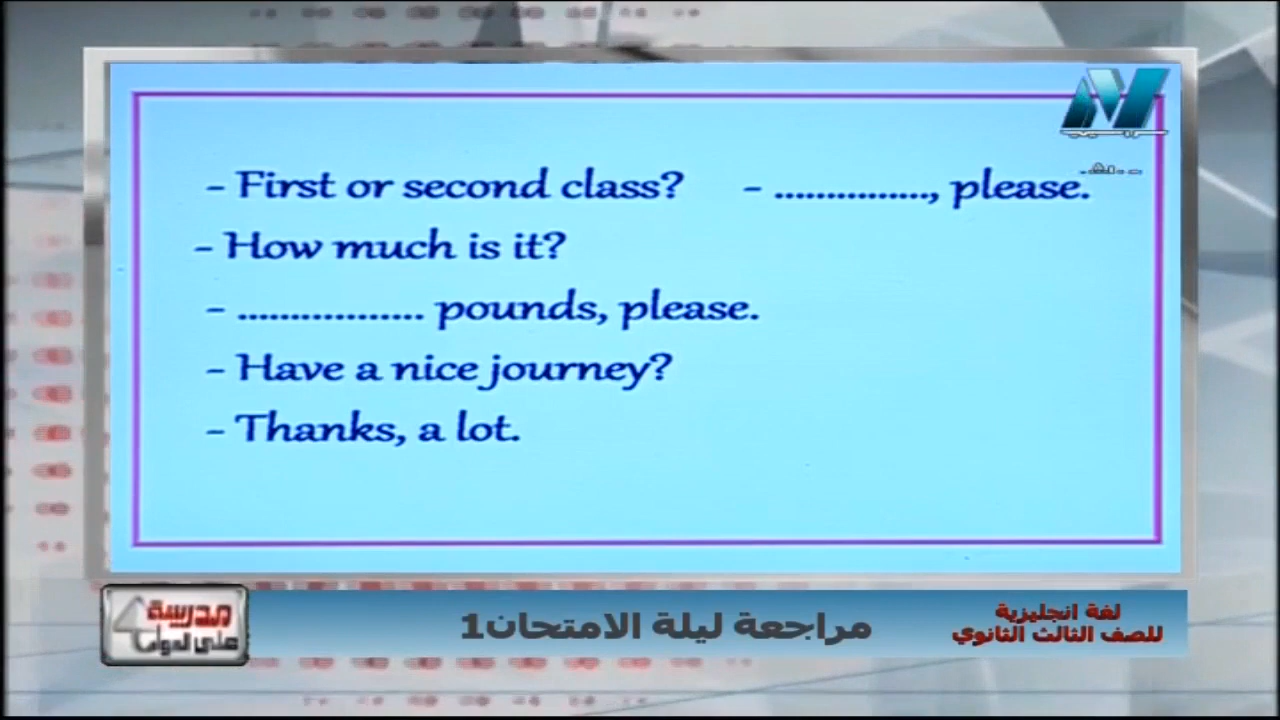 - First or second class? - ..............., please.
- How much is it?
- .................. pounds, please.
- Have a nice journey?
- Thanks, a lot.
لغة انجليزية
للصف الثالث الثانوي
مراجعة ليلة الامتحان1
مدرسة
على الهواء
4